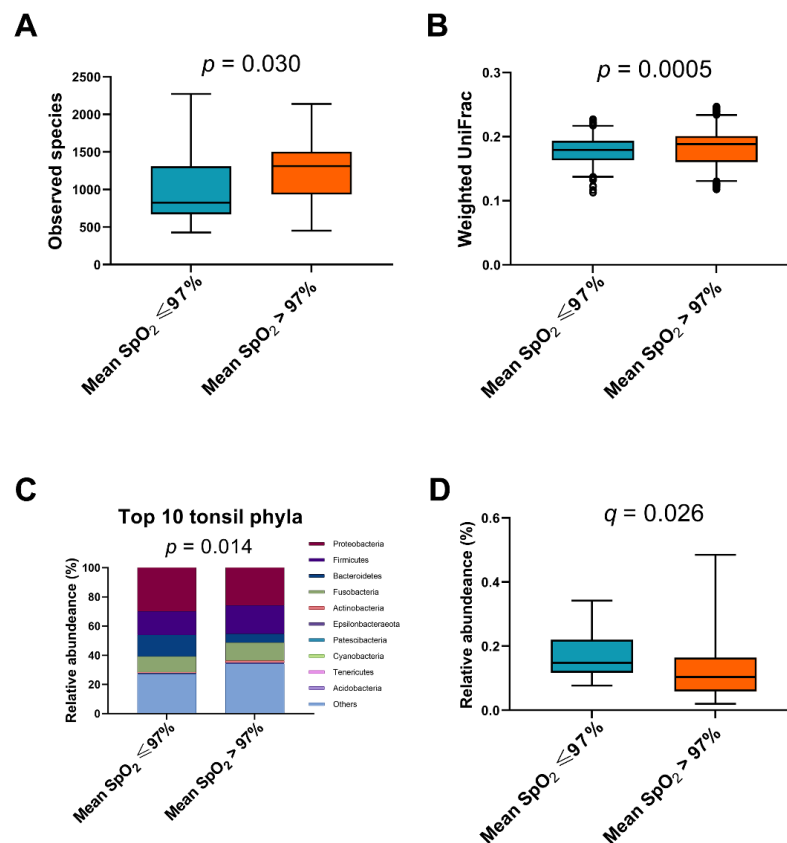 A
p = 0.030
Observed species
2500
2000
1500
1000
500
0
Mean SpO₂ ≦97%
Mean SpO₂ > 97%
B
p = 0.0005
Weighted UniFrac
0.3
0.2
0.1
0.0
Mean SpO₂ ≦97%
Mean SpO₂ > 97%
C
Top 10 tonsil phyla
p = 0.014
Relative abundeance (%)
100
80
60
40
20
0
Mean SpO₂ ≦97%
Mean SpO₂ > 97%
Proteobacteria
Firmicutes
Bacteroidetes
Fusobacteria
Actinobacteria
Epsilonbacteraeota
Patescibacteria
Cyanobacteria
Tenericutes
Acidobacteria
Others
D
q = 0.026
Relative abundeance (%)
0.6
0.4
0.2
0.0
Mean SpO₂ ≦97%
Mean SpO₂ > 97%